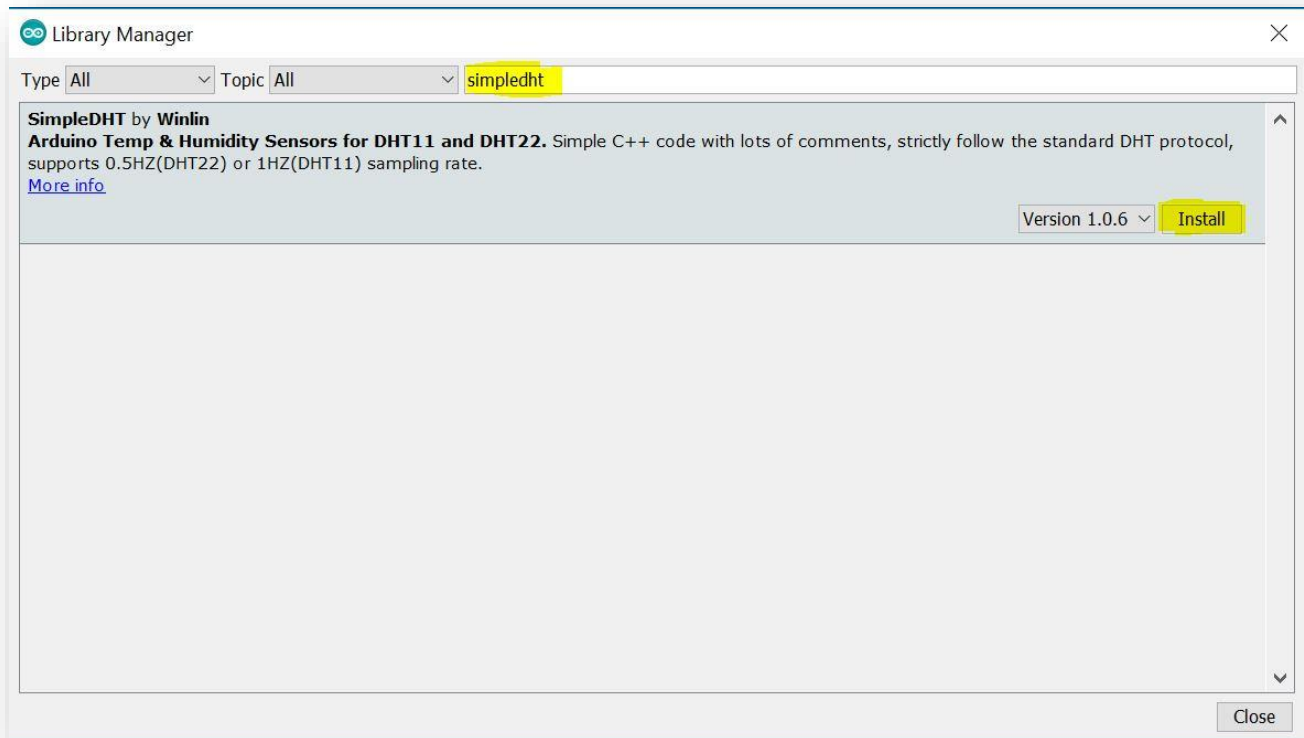 Library Manager
Type All Topic All simpledht
SimpleDHT by Winlin
Arduino Temp & Humidity Sensors for DHT11 and DHT22. Simple C++ code with lots of comments, strictly follow the standard DHT protocol,
supports 0.5HZ(DHT22) or 1HZ(DHT11) sampling rate.
More info
Version 1.0.6 Install
Close